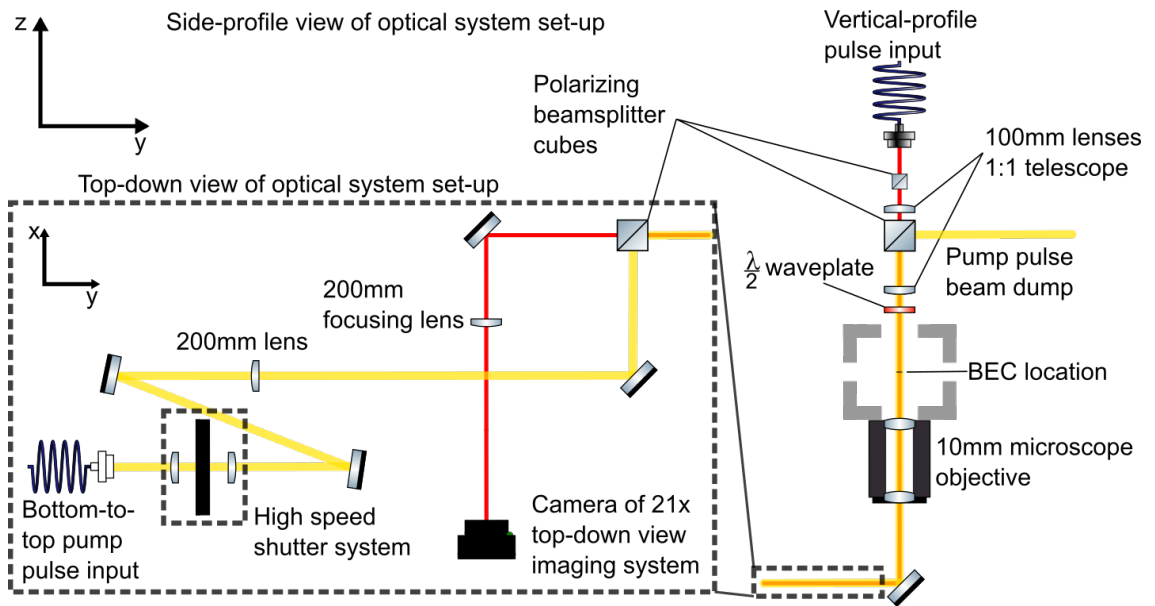 z
y
Side-profile view of optical system set-up
Vertical-profile
pulse input
Polarizing
beamsplitter
cubes
100mm lenses
1:1 telescope
Top-down view of optical system set-up
x
y
200mm
focusing lens
200mm lens
λ/2 waveplate
Pump pulse
beam dump
BEC location
10mm microscope
objective
Bottom-to-
top pump
pulse input
High speed
shutter system
Camera of 21x
top-down view
imaging system